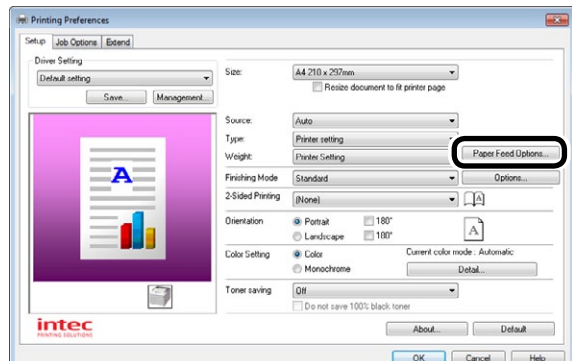 Printing Preferences
Setup Job Options Extend
Driver Setting
Default setting
Save... Management...
Size: A4 210 x 297mm
Resize document to fit printer page
Source: Auto
Type: Printer setting
Weight: Printer Setting
Paper Feed Options...
Finishing Mode Standard Options...
2-Sided Printing (None)
Orientation Portrait 180°
Landscape 180°
Color Setting Color Current color mode : Automatic
Monochrome Detail...
Toner saving Off
Do not save 100% black toner
A
A
intec
PRINTING SOLUTIONS
About... Default
OK Cancel Help